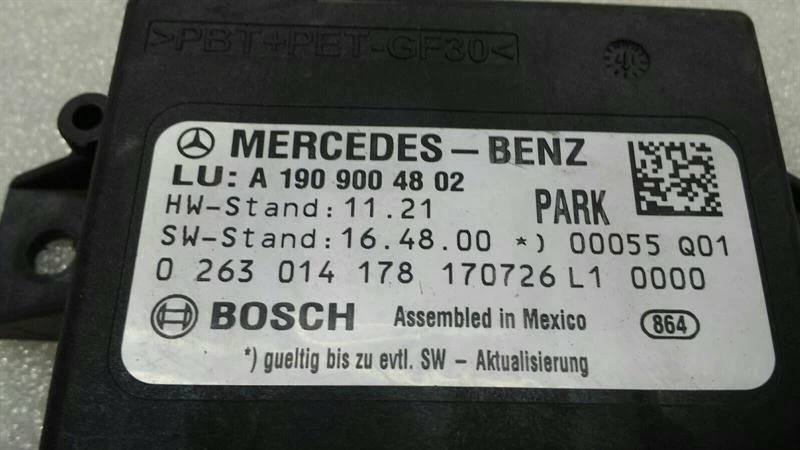 >PBT+PET-GF30<
MERCEDES-BENZ
LU: A 190 900 48 02
HW-Stand: 11.21 PARK
SW-Stand: 16.48.00 *) 00055 Q01
0 263 014 178 170726 L1 0000
BOSCH Assembled in Mexico 864
*) gueltig bis zu evtl. SW - Aktualisierung